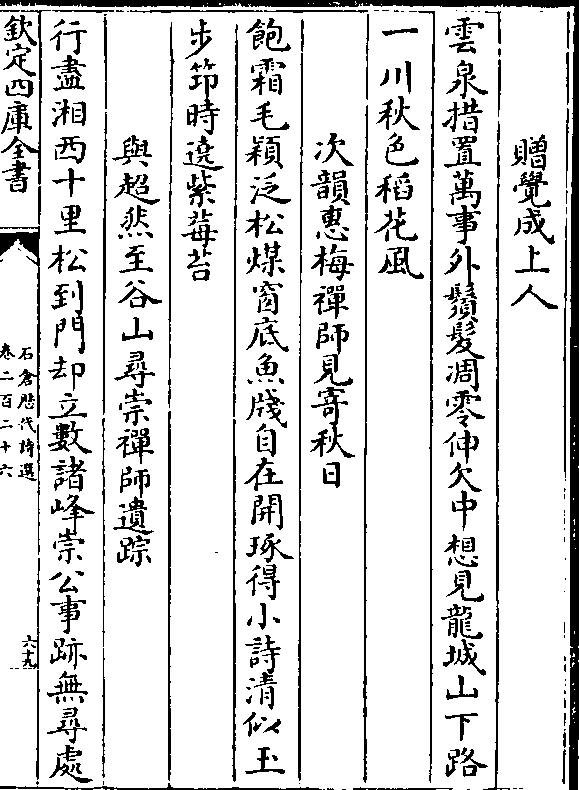 贈覺成上人
雲泉措置萬事外鬚髮凋零伸欠中想見龍城山下路
一川秋色稻花風
次韻惠梅禪師見寄秋日
飽霜毛穎泛松煤窗底魚牋自在開琢得小詩清似玉
步笻時遶紫莓苔
與超然至谷山尋崇禪師遺踪
行盡湘西十里松到門却立數諸峰崇公事跡無尋處
欽定四庫全書
石倉歴代詩選
卷二百二十六
六十九